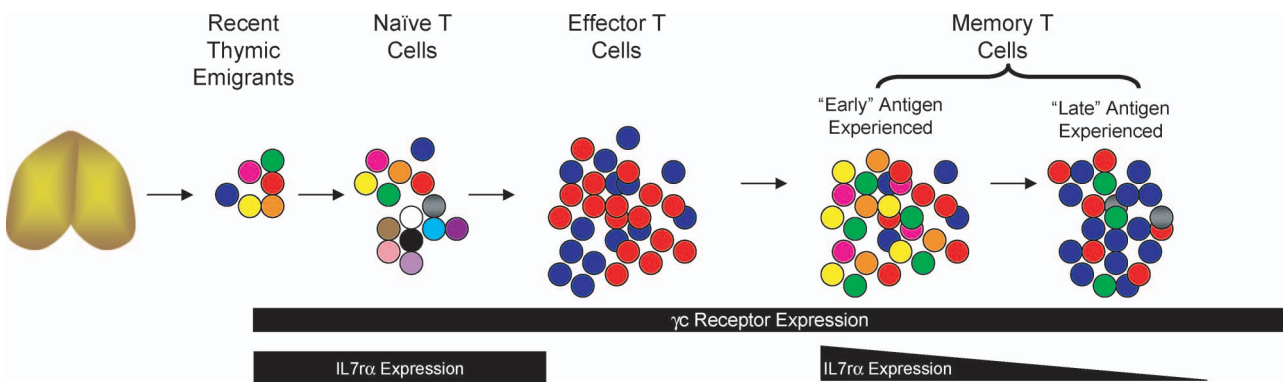 Recent
Thymic
Emigrants
Naïve T
Cells
Effector T
Cells
Memory T
Cells
“Early” Antigen
Experienced
“Late” Antigen
Experienced
γc Receptor Expression
IL7rα Expression
IL7rα Expression